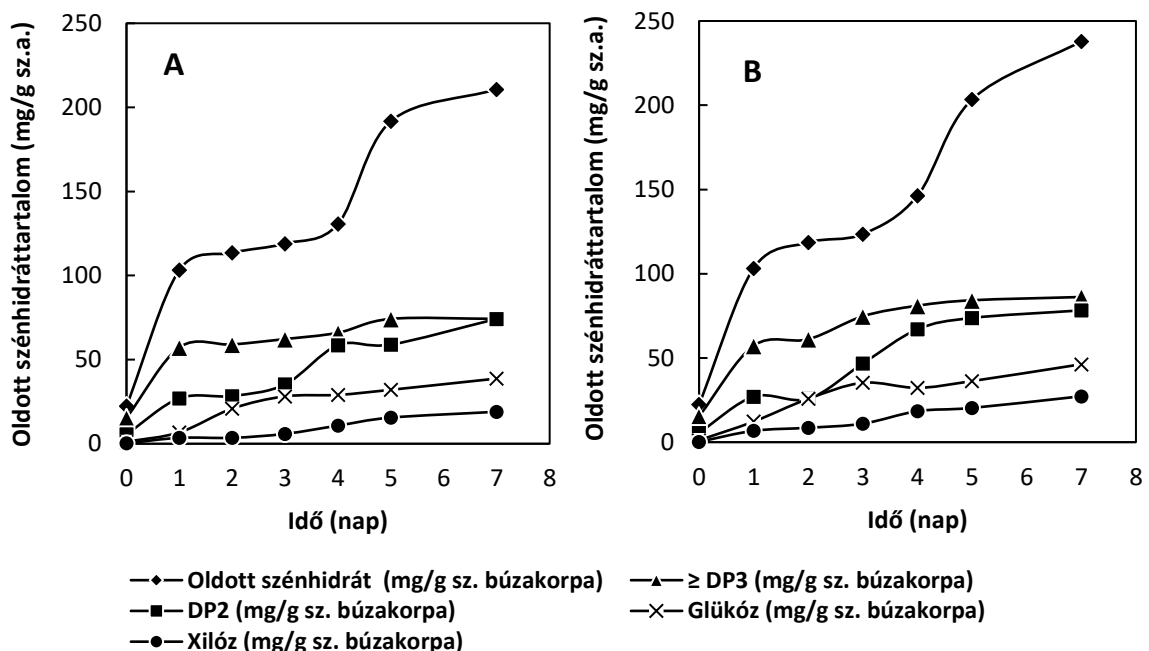 Oldott szénhidráttartalom (mg/g sz.a.)
250
200
150
100
50
0
A
0 1 2 3 4 5 6 7 8
Idő (nap)
Oldott szénhidráttartalom (mg/g sz.a.)
250
200
150
100
50
0
B
0 1 2 3 4 5 6 7 8
Idő (nap)
Oldott szénhidrát (mg/g sz. búzakorpa)
≥ DP3 (mg/g sz. búzakorpa)
DP2 (mg/g sz. búzakorpa)
Glükóz (mg/g sz. búzakorpa)
Xilóz (mg/g sz. búzakorpa)